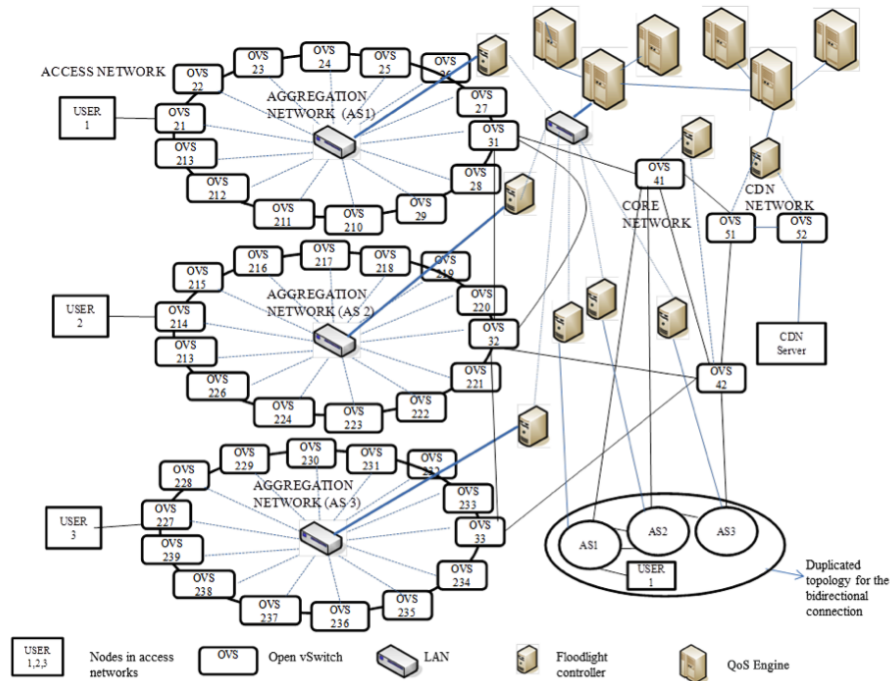 ACCESS NETWORK
OVS
22
OVS
23
OVS
24
OVS
25
OVS
26
OVS
27
OVS
31
OVS
28
OVS
29
OVS
210
OVS
211
OVS
212
OVS
213
OVS
21
USER
1
AGGREGATION
NETWORK (AS1)
OVS
41
CORE
NETWORK
CDN
NETWORK
OVS
51
OVS
52
CDN
Server
OVS
42
OVS
215
OVS
216
OVS
217
OVS
218
OVS
219
OVS
220
OVS
32
OVS
221
OVS
222
OVS
223
OVS
224
OVS
226
OVS
213
OVS
214
USER
2
AGGREGATION
NETWORK (AS 2)
OVS
228
OVS
229
OVS
230
OVS
231
OVS
232
OVS
233
OVS
33
OVS
234
OVS
235
OVS
236
OVS
237
OVS
238
OVS
239
OVS
227
USER
3
AGGREGATION
NETWORK (AS 3)
AS1
AS2
AS3
USER
1
Duplicated
topology for the
bidirectional
connection
USER
1,2,3
Nodes in access
networks
OVS
Open vSwitch
LAN
Floodlight
controller
QoS Engine